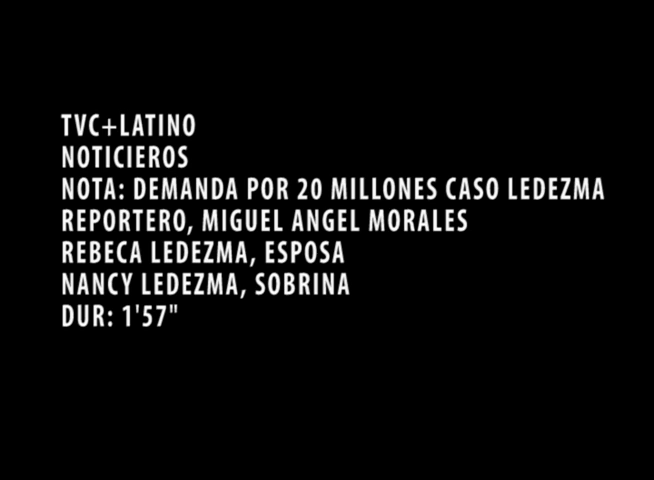 TVC+LATINO
NOTICIEROS
NOTA: DEMANDA POR 20 MILLONES CASO LEDEZMA
REPORTERO, MIGUEL ANGEL MORALES
REBECA LEDEZMA, ESPOSA
NANCY LEDEZMA, SOBRINA
DUR: 1'57"